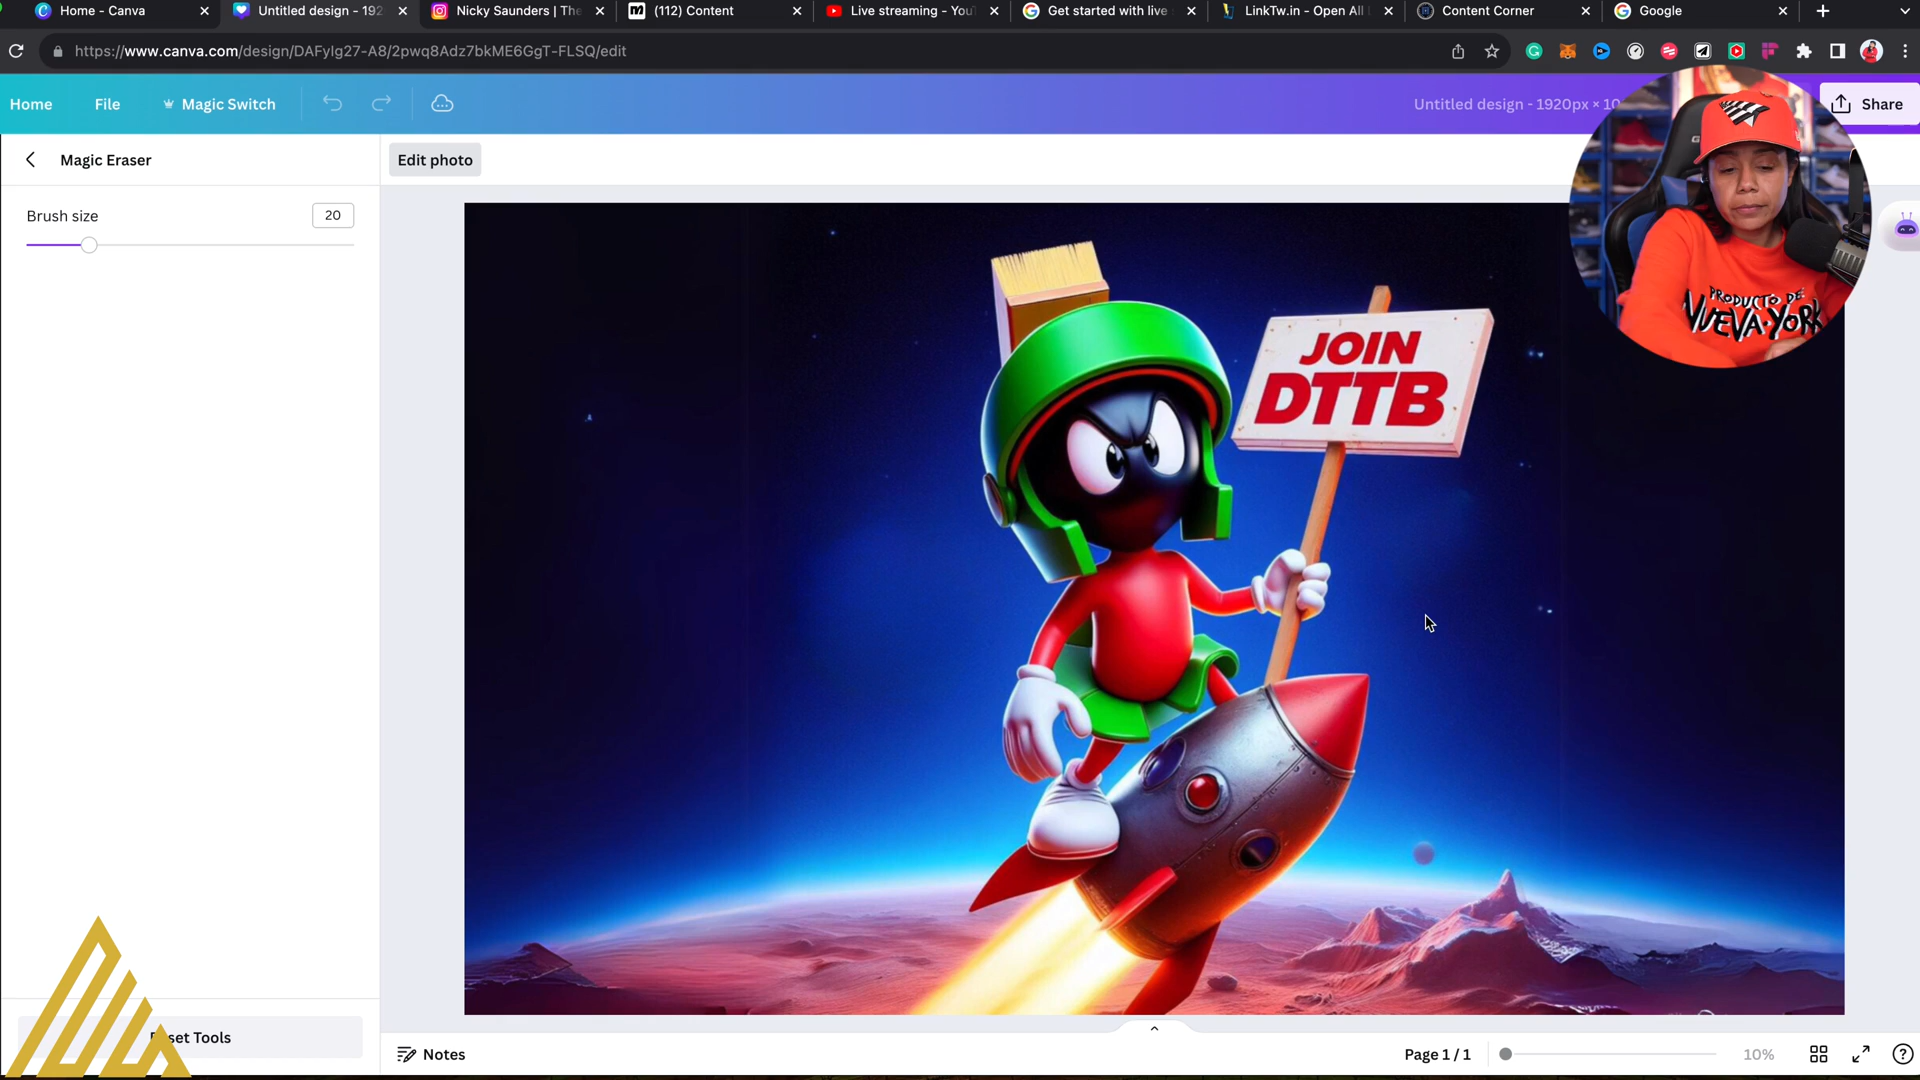 Home - Canva
Untitled design - 192
Nicky Saunders | The
(112) Content
Live streaming - You
Get started with live
LinkTw.in - Open All
Content Corner
Google
https://www.canva.com/design/DAFyIg27-A8/2pwq8Adz7bkME6GgT-FLSQ/edit
Home
File
Magic Switch
Untitled design - 1920px × 10
Share
Magic Eraser
Edit photo
Brush size
20
JOIN
DTTB
PRODUCTO DE
NUEVA YORK
set Tools
Notes
Page 1 / 1
10%